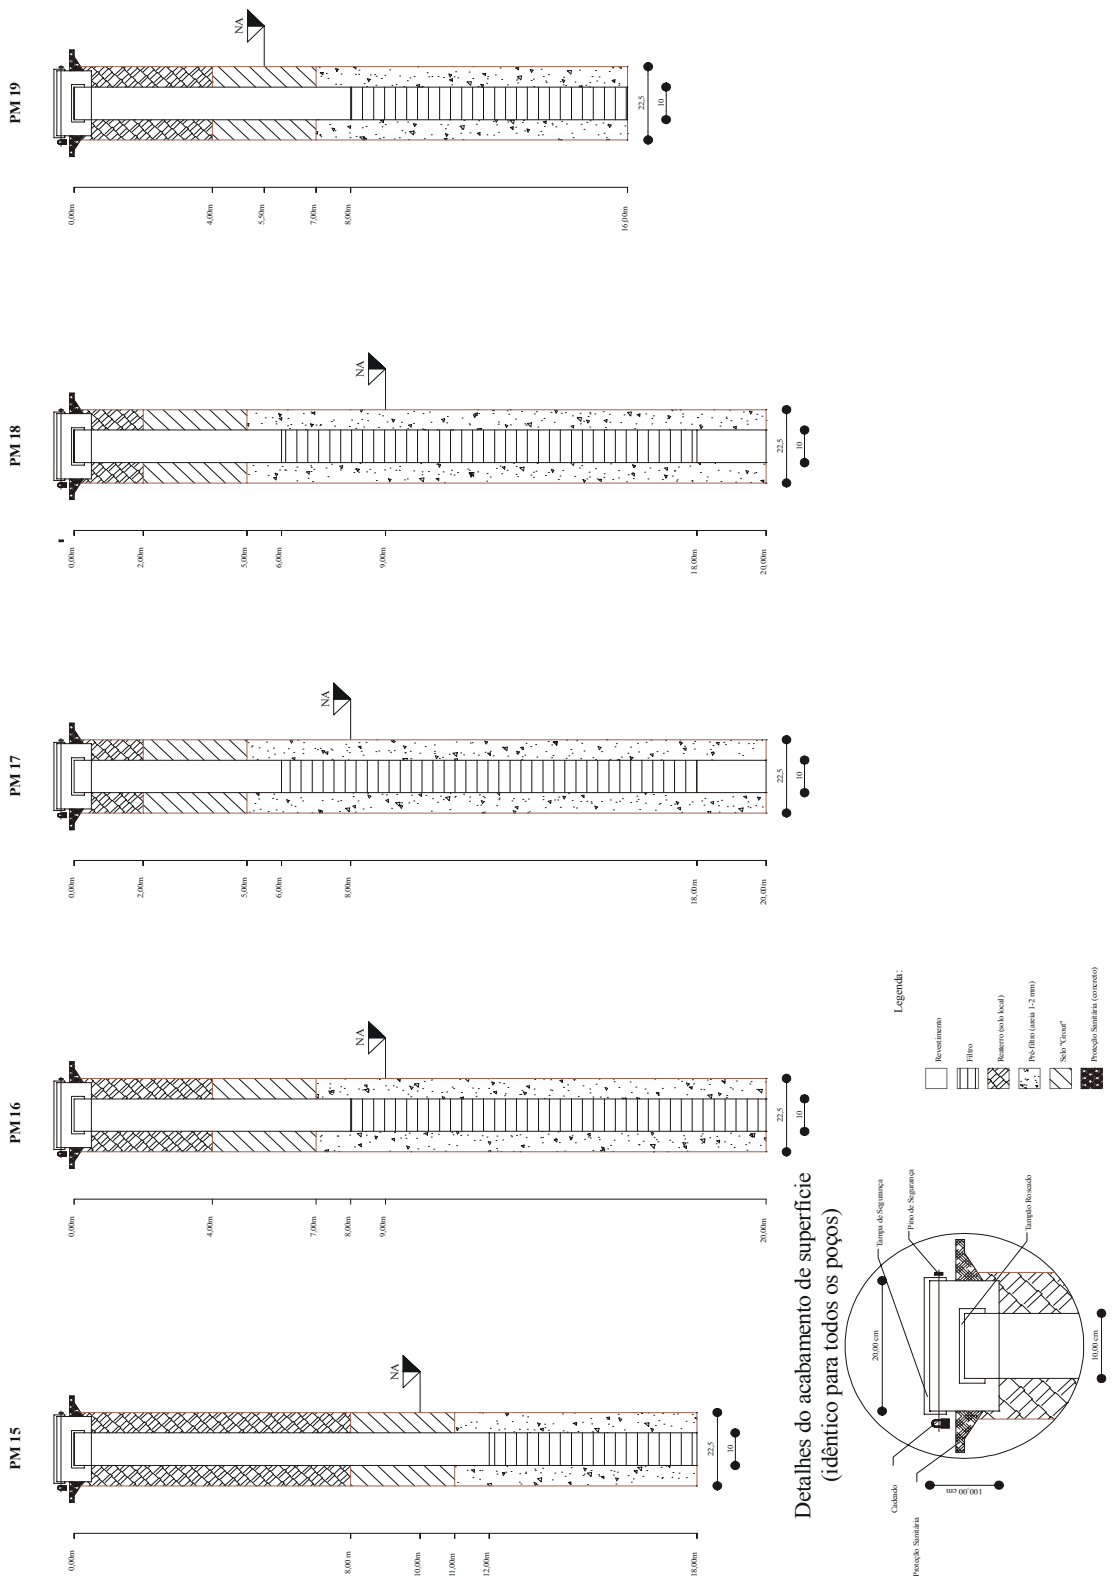 PM 15
NA
0,00m
8,00 m
10,00m
11,00m
12,00m
18,00m
22,5
10
PM 16
NA
0,00m
4,00m
7,00m
8,00m
9,00m
20,00m
22,5
10
PM 17
NA
0,00m
2,00m
5,00m
6,00m
8,00m
18,00m
20,00m
22,5
10
PM 18
NA
0,00m
2,00m
5,00m
6,00m
9,00m
18,00m
20,00m
22,5
10
PM 19
NA
0,00m
4,00m
5,50m
7,00m
8,00m
16,00m
22,5
10
Detalhes do acabamento de superfície
(idêntico para todos os poços)
Cadeado
Proteção Sanitária
100,00 cm
20,00 cm
10,00 cm
Tampa de Segurança
Pino de Segurança
Tampão Roscado
Legenda:
Revestimento
Filtro
Reaterro (solo local)
Pré-filtro (areia 1-2 mm)
Selo "Grout"
Proteção Sanitária (concreto)